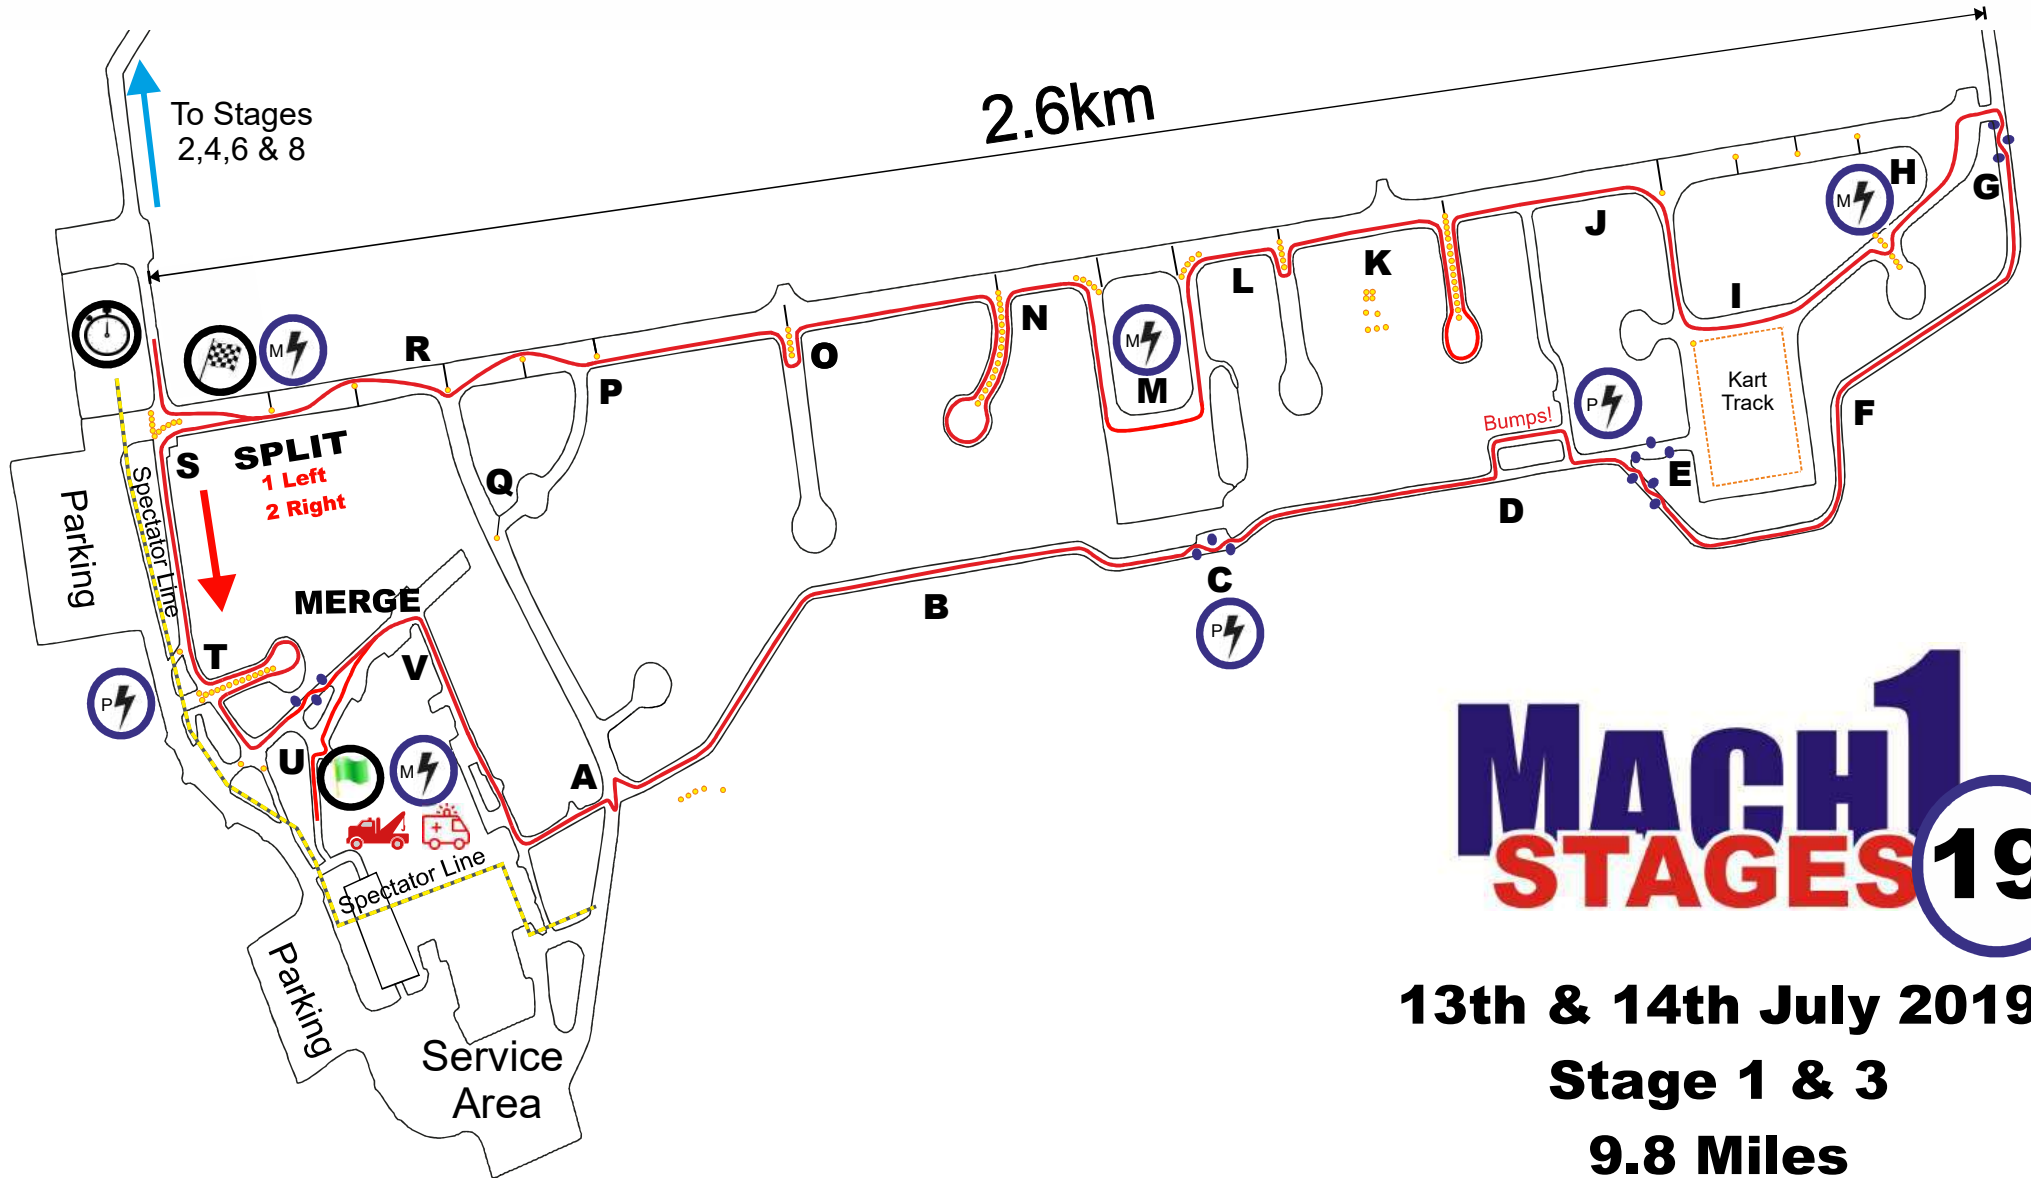 2.6km
To Stages
2,4,6 & 8
H
G
J
K
I
L
N
M
M
M
R
O
P
M
M
Kart
Track
P
F
Bumps!
S
SPLIT
1 Left
2 Right
Q
E
D
Parking
Spectator Line
C
P
MERGE
B
T
V
P
U
M
A
Spectator Line
MACH1
STAGES
19
Parking
13th & 14th July 2019
Service
Area
Stage 1 & 3
9.8 Miles